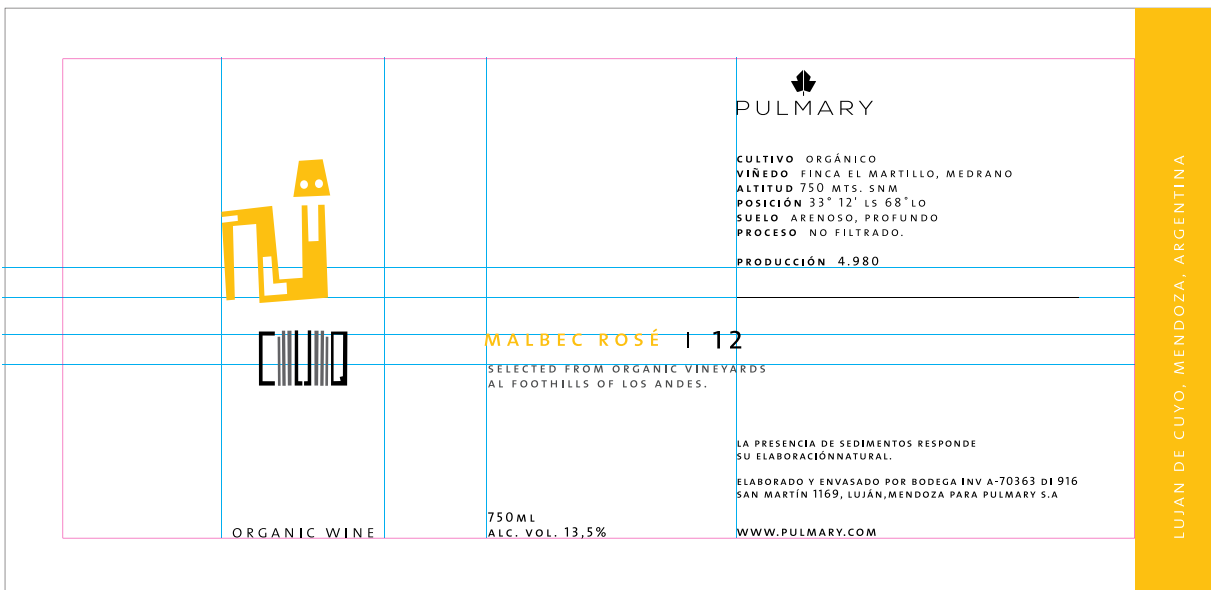 PULMARY
CULTIVO ORGÁNICO
VIÑEDO FINCA EL MARTILLO, MEDRANO
ALTITUD 750 MTS. SNM
POSICIÓN 33° 12' LS 68°LO
SUELO ARENOSO, PROFUNDO
PROCESO NO FILTRADO.
PRODUCCIÓN 4.980
MALBEC ROSÉ | 12
SELECTED FROM ORGANIC VINEYARDS
AL FOOTHILLS OF LOS ANDES.
LA PRESENCIA DE SEDIMENTOS RESPONDE
SU ELABORACIÓNNATURAL.
ELABORADO Y ENVASADO POR BODEGA INV A-70363 DI 916
SAN MARTÍN 1169, LUJÁN,MENDOZA PARA PULMARY S.A
WWW.PULMARY.COM
750ML
ALC. VOL. 13,5%
ORGANIC WINE
LUJAN DE CUYO, MENDOZA, ARGENTINA